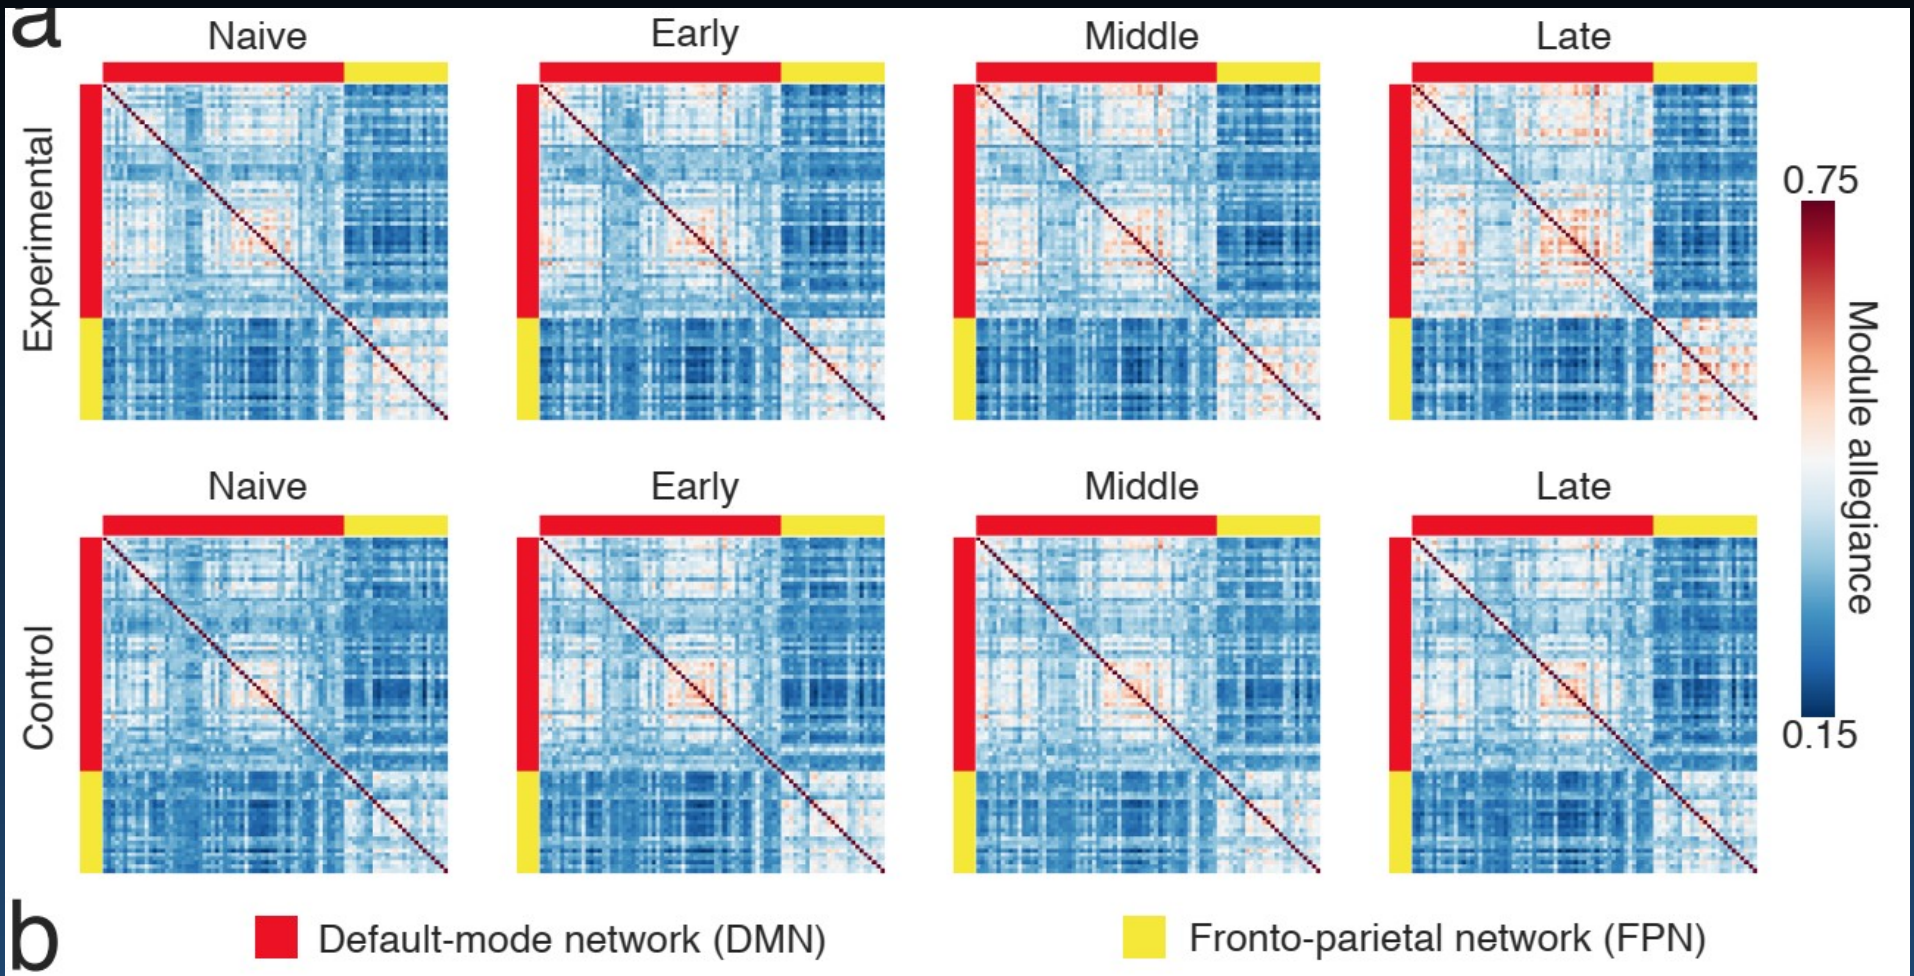 a
Naive Early Middle Late
Experimental
0.75
Module allegiance
0.15
Naive Early Middle Late
Control
b
Default-mode network (DMN) Fronto-parietal network (FPN)